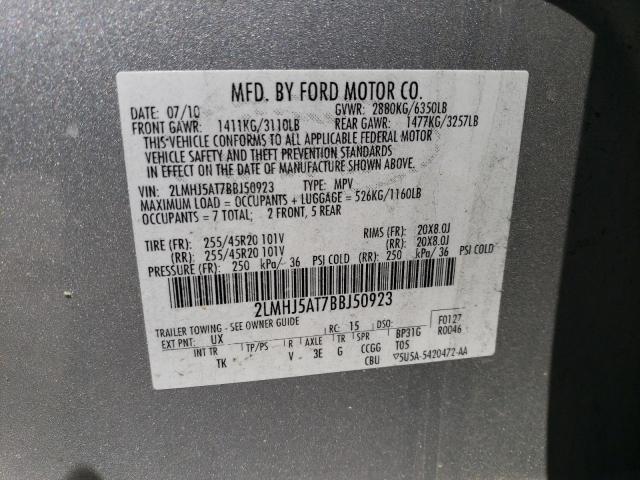 MFD. BY FORD MOTOR CO.
DATE: 07/10 GVWR: 2880KG/6350LB
FRONT GAWR: 1411KG/3110LB REAR GAWR: 1477KG/3257LB
THIS VEHICLE CONFORMS TO ALL APPLICABLE FEDERAL MOTOR
VEHICLE SAFETY AND THEFT PREVENTION STANDARDS IN
EFFECT ON THE DATE OF MANUFACTURE SHOWN ABOVE.
VIN: 2LMHJ5AT7BBJ50923 TYPE: MPV
MAXIMUM LOAD = OCCUPANTS + LUGGAGE = 526KG/1160LB
OCCUPANTS = 7 TOTAL; 2 FRONT, 5 REAR
TIRE (FR): 255/45R20 101V RIMS (FR): 20X8.0J
(RR): 255/45R20 101V (RR): 20X8.0J
PRESSURE (FR): 250 kPa/ 36 PSI COLD (RR): 250 kPa/ 36 PSI COLD
2LMHJ5AT7BBJ50923
TRAILER TOWING - SEE OWNER GUIDE
EXT PNT: UX RC: 15 DSO: BP31G F0127
R0046
INT TR TP/PS R AXLE TR CCGG T05
TK V 3E G CBU ▽5U5A-5420472-AA